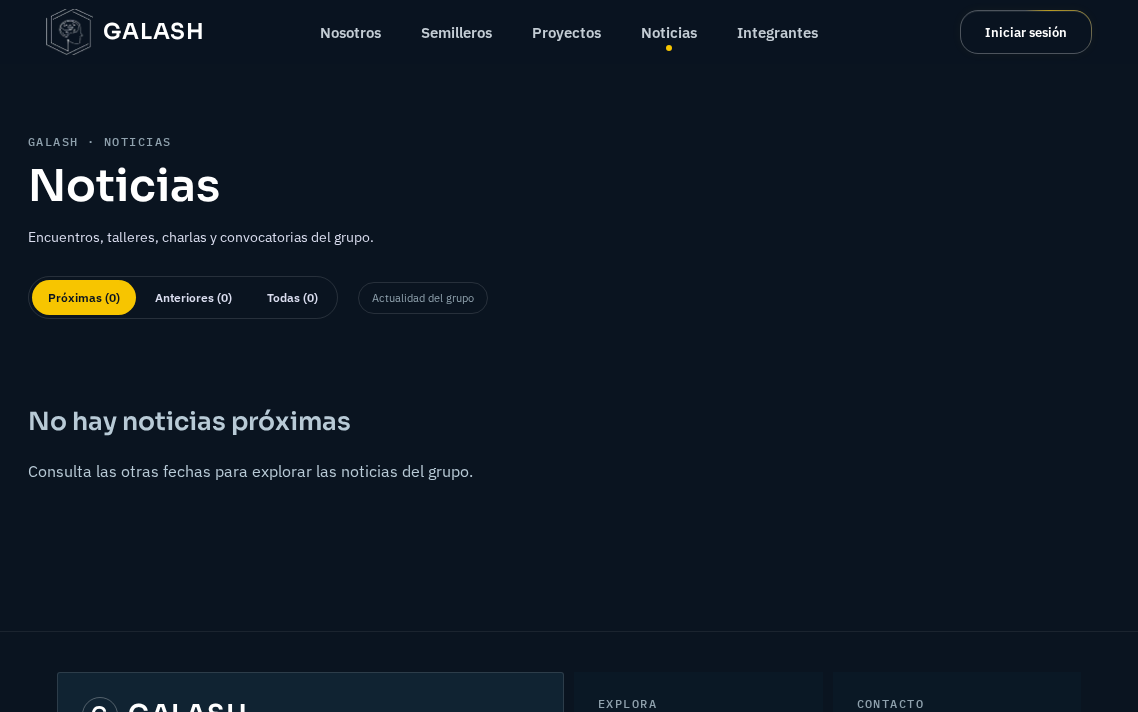 GALASH
Nosotros
Semilleros
Proyectos
Noticias
Integrantes
Iniciar sesión
GALASH · NOTICIAS
Noticias
Encuentros, talleres, charlas y convocatorias del grupo.
Próximas (0)
Anteriores (0)
Todas (0)
Actualidad del grupo
No hay noticias próximas
Consulta las otras fechas para explorar las noticias del grupo.
G GALASH
EXPLORA
CONTACTO